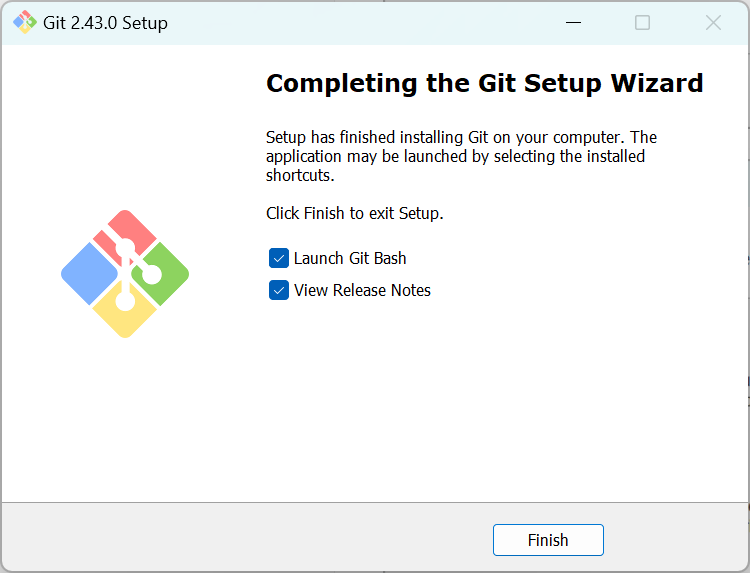 Git 2.43.0 Setup
Completing the Git Setup Wizard
Setup has finished installing Git on your computer. The
application may be launched by selecting the installed
shortcuts.
Click Finish to exit Setup.
Launch Git Bash
View Release Notes
Finish